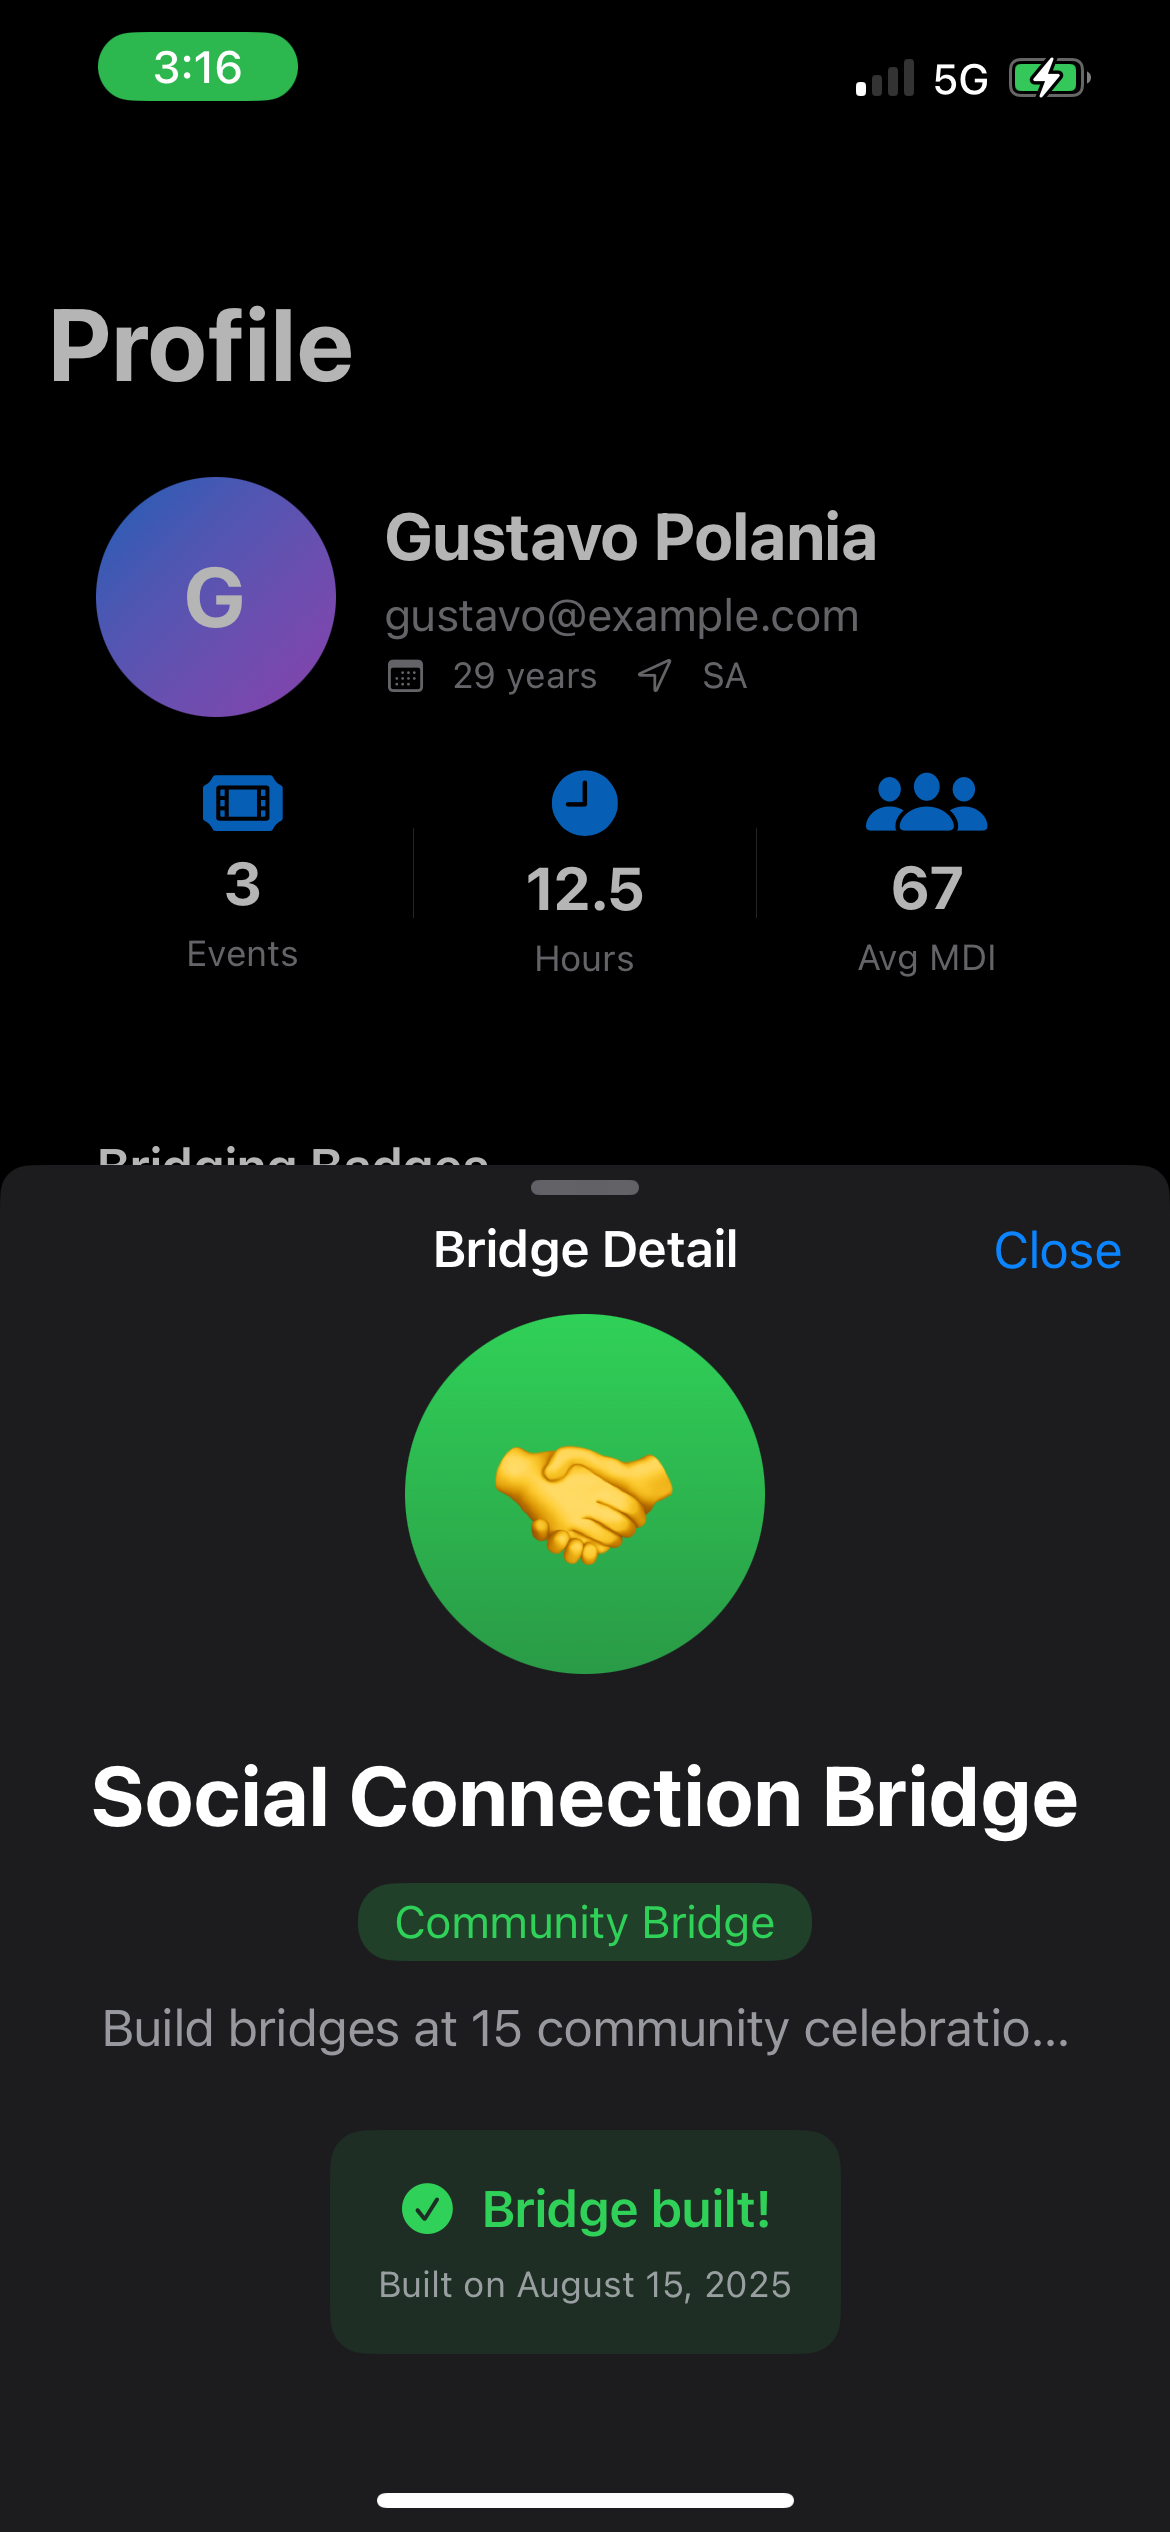 3:16
5G
Profile
G
Gustavo Polania
gustavo@example.com
29 years SA
3
Events
12.5
Hours
67
Avg MDI
Bridging Badges
Bridge Detail
Close
Social Connection Bridge
Community Bridge
Build bridges at 15 community celebratio...
Bridge built!
Built on August 15, 2025